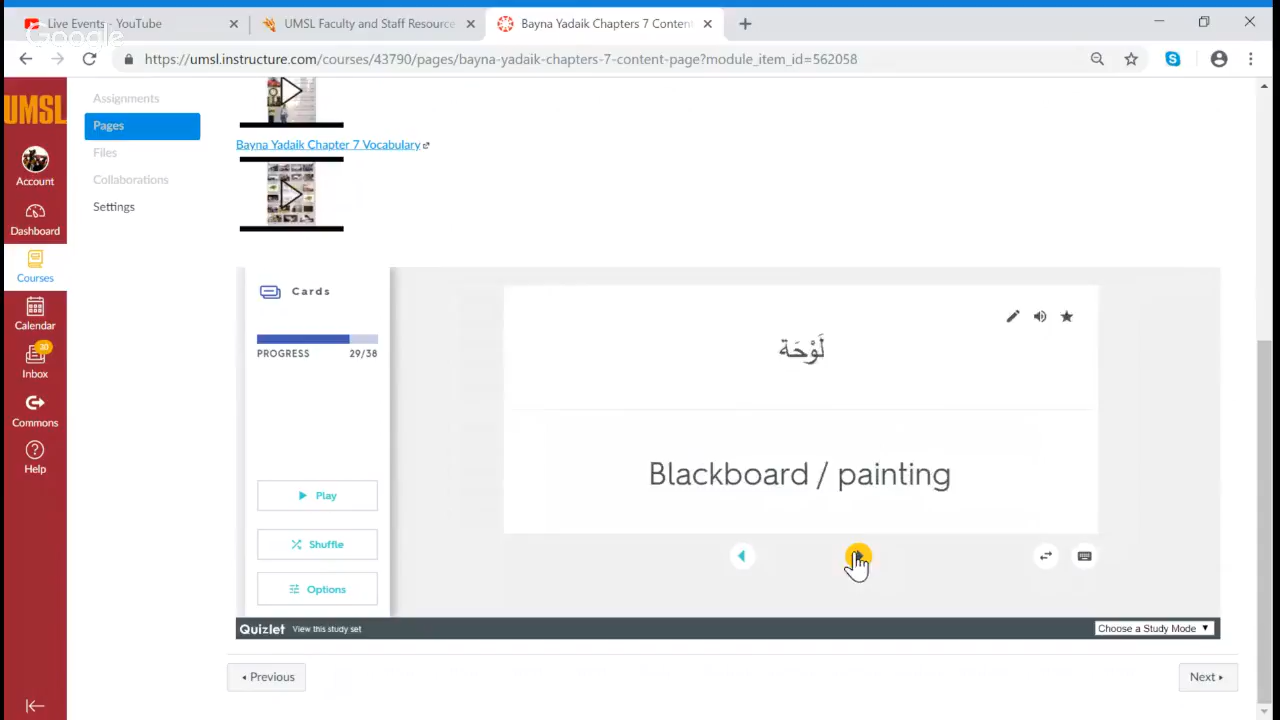 Live Events - YouTube
UMSL Faculty and Staff Resource
Bayna Yadaik Chapters 7 Content
Google
https://umsl.instructure.com/courses/43790/pages/bayna-yadaik-chapters-7-content-page?module_item_id=562058
UMSL
Account
Dashboard
Courses
Calendar
20
Inbox
Commons
Help
Assignments
Pages
Files
Collaborations
Settings
Bayna Yadaik Chapter 7 Vocabulary
Cards
PROGRESS 29/38
Play
Shuffle
Options
لَوْحَة
Blackboard / painting
Quizlet View this study set
Choose a Study Mode
Previous
Next